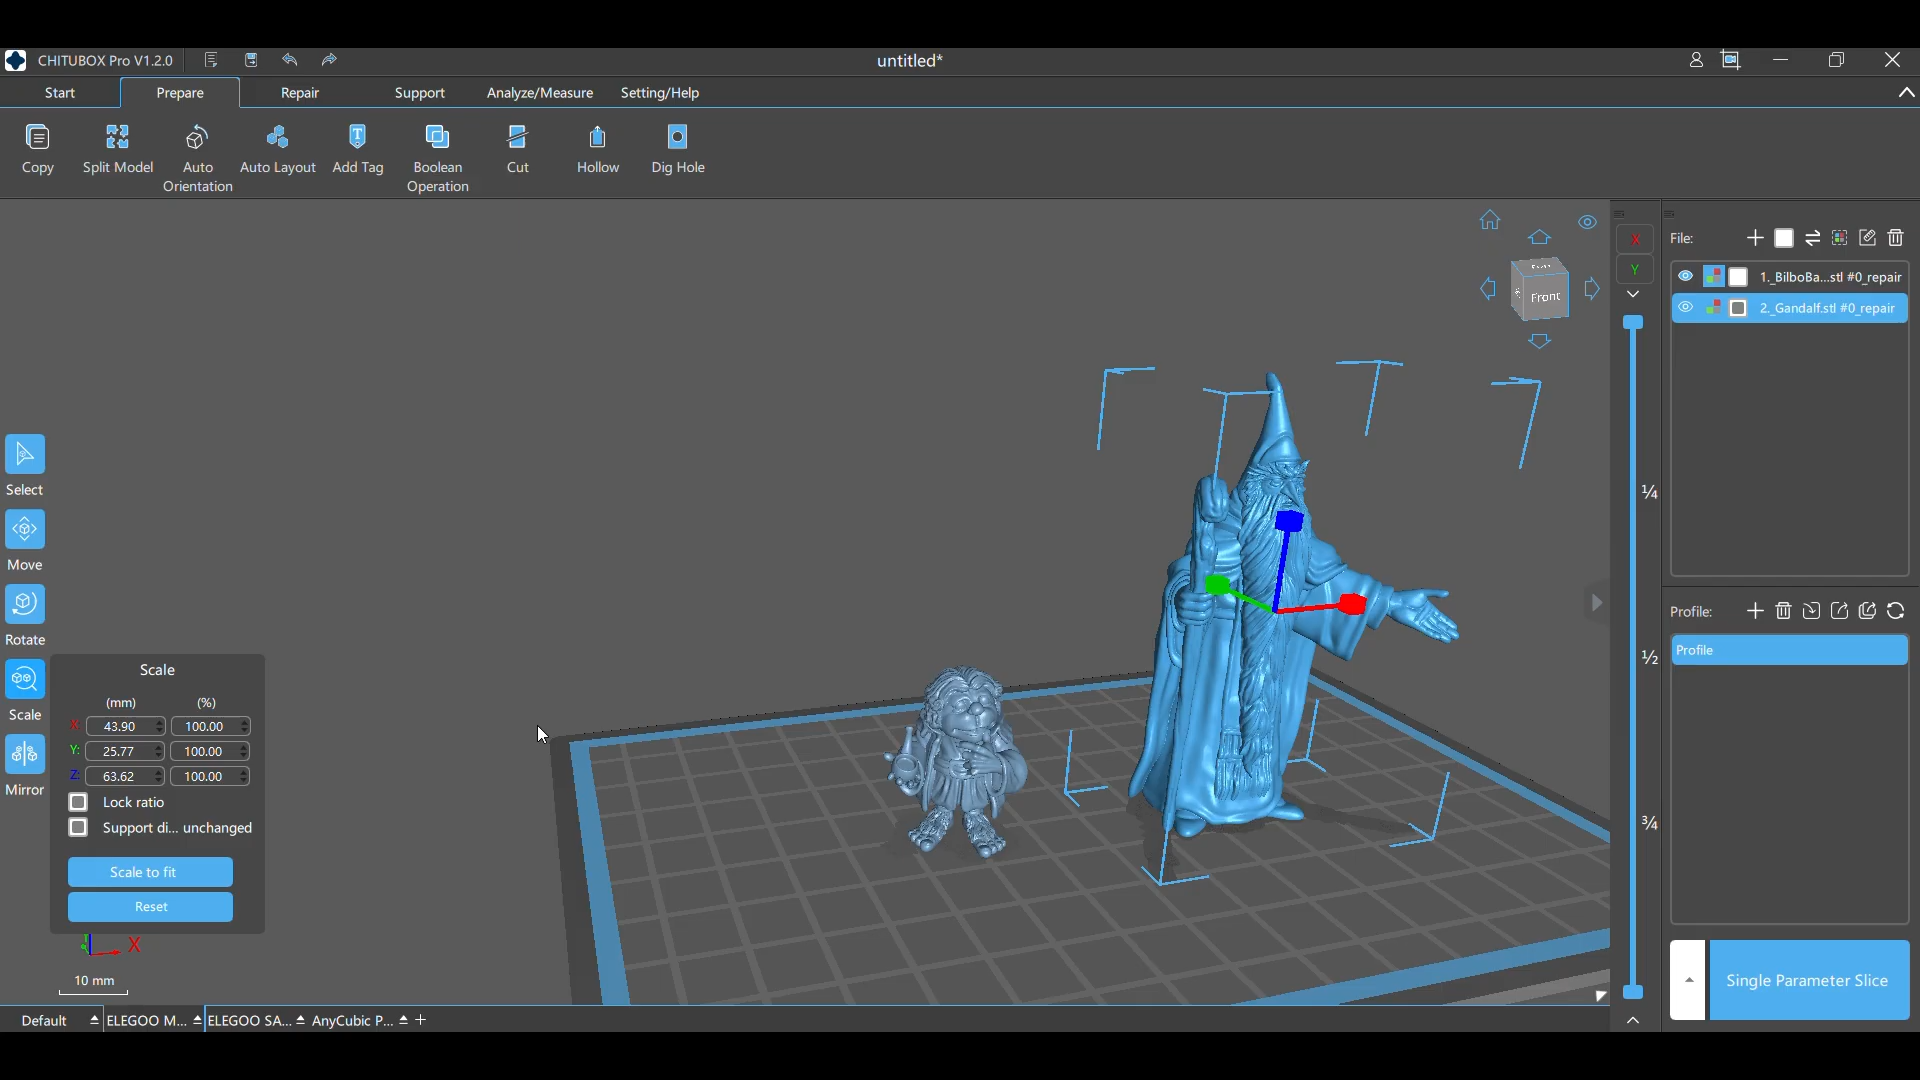 CHITUBOX Pro V1.2.0
untitled*
Start Prepare Repair Support Analyze/Measure Setting/Help
Copy Split Model Auto Orientation Auto Layout Add Tag Boolean Operation Cut Hollow Dig Hole
File:
X
Y
1._BilboBa...stl #0_repair
2._Gandalf.stl #0_repair
Front
Select
Move
Rotate
Scale
Mirror
Scale
(mm) (%)
X: 43.90 100.00
Y: 25.77 100.00
Z: 63.62 100.00
Lock ratio
Support di... unchanged
Scale to fit
Reset
X
10 mm
¼
½
¾
Profile:
Profile
Single Parameter Slice
Default ELEGOO M... ELEGOO SA... AnyCubic P... +